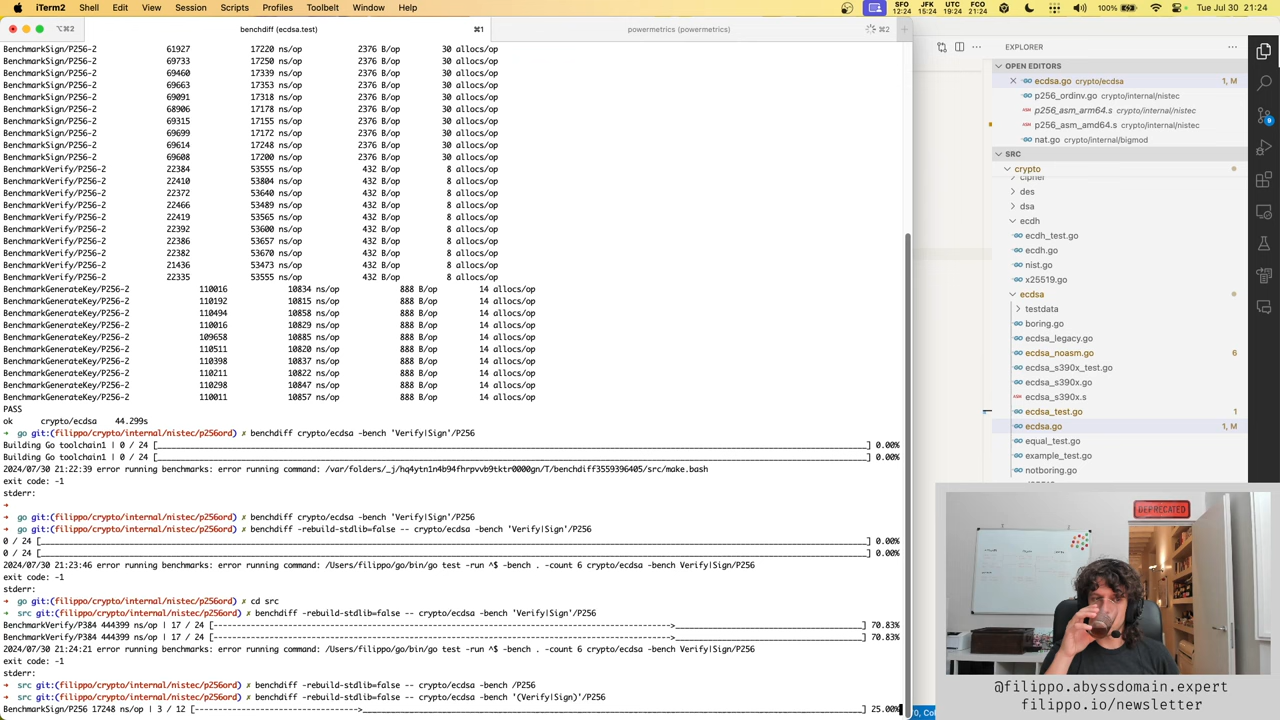 iTerm2 Shell Edit View Session Scripts Profiles Toolbelt Window Help
SFO 12:24 JFK 15:24 UTC 19:24 FCO 21:24 100% Tue Jul 30 21:24
⌥⌘2 benchdiff (ecdsa.test) ⌘1 powermetrics (powermetrics) ⌘2
BenchmarkSign/P256-2 61927 17220 ns/op 2376 B/op 30 allocs/op
BenchmarkSign/P256-2 69733 17250 ns/op 2376 B/op 30 allocs/op
BenchmarkSign/P256-2 69460 17339 ns/op 2376 B/op 30 allocs/op
BenchmarkSign/P256-2 69663 17353 ns/op 2376 B/op 30 allocs/op
BenchmarkSign/P256-2 69091 17318 ns/op 2376 B/op 30 allocs/op
BenchmarkSign/P256-2 68906 17178 ns/op 2376 B/op 30 allocs/op
BenchmarkSign/P256-2 69315 17155 ns/op 2376 B/op 30 allocs/op
BenchmarkSign/P256-2 69699 17172 ns/op 2376 B/op 30 allocs/op
BenchmarkSign/P256-2 69614 17248 ns/op 2376 B/op 30 allocs/op
BenchmarkSign/P256-2 69608 17200 ns/op 2376 B/op 30 allocs/op
BenchmarkVerify/P256-2 22384 53555 ns/op 432 B/op 8 allocs/op
BenchmarkVerify/P256-2 22410 53804 ns/op 432 B/op 8 allocs/op
BenchmarkVerify/P256-2 22372 53640 ns/op 432 B/op 8 allocs/op
BenchmarkVerify/P256-2 22466 53489 ns/op 432 B/op 8 allocs/op
BenchmarkVerify/P256-2 22419 53565 ns/op 432 B/op 8 allocs/op
BenchmarkVerify/P256-2 22392 53600 ns/op 432 B/op 8 allocs/op
BenchmarkVerify/P256-2 22386 53657 ns/op 432 B/op 8 allocs/op
BenchmarkVerify/P256-2 22382 53670 ns/op 432 B/op 8 allocs/op
BenchmarkVerify/P256-2 21436 53473 ns/op 432 B/op 8 allocs/op
BenchmarkVerify/P256-2 22335 53555 ns/op 432 B/op 8 allocs/op
BenchmarkGenerateKey/P256-2 110016 10834 ns/op 888 B/op 14 allocs/op
BenchmarkGenerateKey/P256-2 110192 10815 ns/op 888 B/op 14 allocs/op
BenchmarkGenerateKey/P256-2 110494 10858 ns/op 888 B/op 14 allocs/op
BenchmarkGenerateKey/P256-2 110016 10829 ns/op 888 B/op 14 allocs/op
BenchmarkGenerateKey/P256-2 109658 10885 ns/op 888 B/op 14 allocs/op
BenchmarkGenerateKey/P256-2 110511 10820 ns/op 888 B/op 14 allocs/op
BenchmarkGenerateKey/P256-2 110398 10837 ns/op 888 B/op 14 allocs/op
BenchmarkGenerateKey/P256-2 110211 10822 ns/op 888 B/op 14 allocs/op
BenchmarkGenerateKey/P256-2 110298 10847 ns/op 888 B/op 14 allocs/op
BenchmarkGenerateKey/P256-2 110011 10857 ns/op 888 B/op 14 allocs/op
PASS
ok crypto/ecdsa 44.299s
➜ go git:(filippo/crypto/internal/nistec/p256ord) ✗ benchdiff crypto/ecdsa -bench 'Verify|Sign'/P256
Building Go toolchain1 | 0 / 24 [____] 0.00%
Building Go toolchain1 | 0 / 24 [____] 0.00%
2024/07/30 21:22:39 error running benchmarks: error running command: /var/folders/_j/hq4ytn1n4b94fhrpvvb9tktr0000gn/T/benchdiff3559396405/src/make.bash
exit code: -1
stderr:
➜
➜ go git:(filippo/crypto/internal/nistec/p256ord) ✗ benchdiff crypto/ecdsa -bench 'Verify|Sign'/P256
➜ go git:(filippo/crypto/internal/nistec/p256ord) ✗ benchdiff -rebuild-stdlib=false -- crypto/ecdsa -bench 'Verify|Sign'/P256
0 / 24 [____] 0.00%
0 / 24 [____] 0.00%
2024/07/30 21:23:46 error running benchmarks: error running command: /Users/filippo/go/bin/go test -run ^$ -bench . -count 6 crypto/ecdsa -bench Verify|Sign/P256
exit code: -1
stderr:
➜ go git:(filippo/crypto/internal/nistec/p256ord) ✗ cd src
➜ src git:(filippo/crypto/internal/nistec/p256ord) ✗ benchdiff -rebuild-stdlib=false -- crypto/ecdsa -bench 'Verify|Sign'/P256
BenchmarkVerify/P384 444399 ns/op | 17 / 24 [---->____] 70.83%
BenchmarkVerify/P384 444399 ns/op | 17 / 24 [---->____] 70.83%
2024/07/30 21:24:21 error running benchmarks: error running command: /Users/filippo/go/bin/go test -run ^$ -bench . -count 6 crypto/ecdsa -bench Verify|Sign/P256
exit code: -1
stderr:
➜ src git:(filippo/crypto/internal/nistec/p256ord) ✗ benchdiff -rebuild-stdlib=false -- crypto/ecdsa -bench /P256
➜ src git:(filippo/crypto/internal/nistec/p256ord) ✗ benchdiff -rebuild-stdlib=false -- crypto/ecdsa -bench '(Verify|Sign)'/P256
BenchmarkSign/P256 17248 ns/op | 3 / 12 [---->____] 25.00%
EXPLORER
OPEN EDITORS
ecdsa.go crypto/ecdsa 1, M
p256_ordinv.go crypto/internal/nistec
p256_asm_arm64.s crypto/internal/nistec
p256_asm_amd64.s crypto/internal/nistec
nat.go crypto/internal/bigmod
SRC
crypto
cipher
des
dsa
ecdh
ecdh_test.go
ecdh.go
nist.go
x25519.go
ecdsa
testdata
boring.go
ecdsa_legacy.go
ecdsa_noasm.go 6
ecdsa_s390x_test.go
ecdsa_s390x.go
ecdsa_s390x.s
ecdsa_test.go 1
ecdsa.go 1, M
equal_test.go
example_test.go
notboring.go
9
DEPRECATED
@filippo.abyssdomain.expert
filippo.io/newsletter